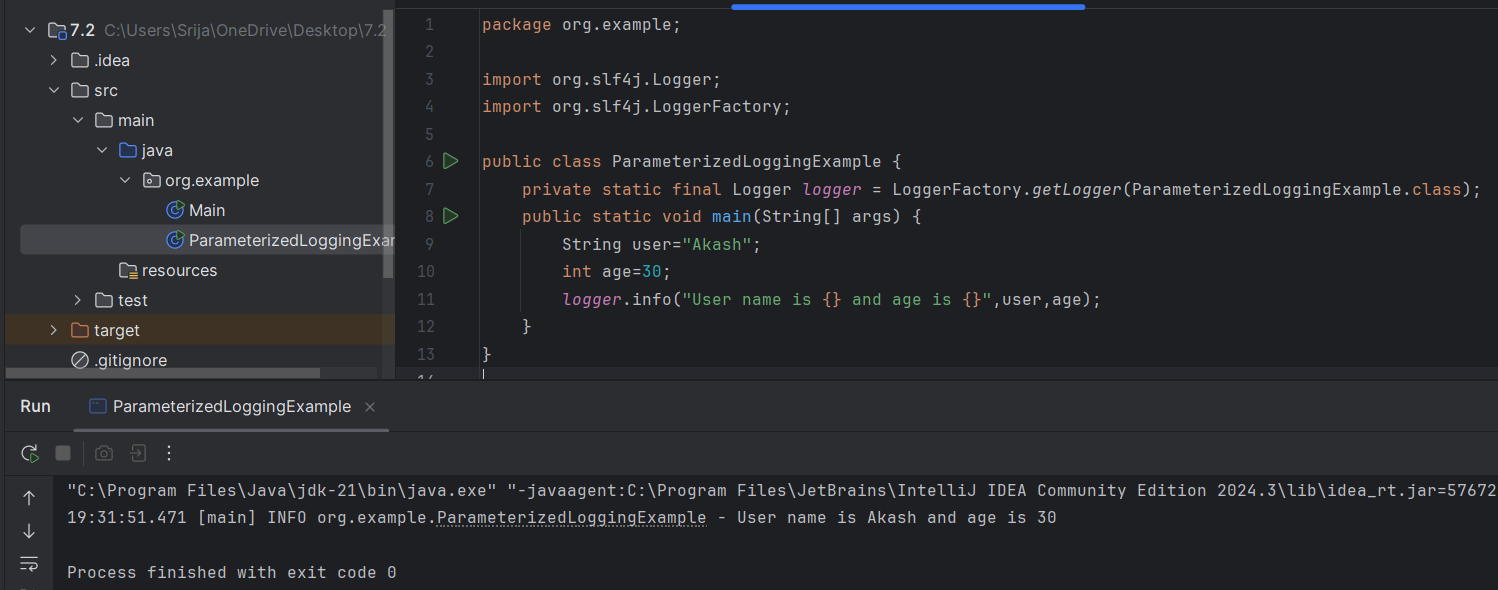 7.2 C:\Users\Srija\OneDrive\Desktop\7.2
.idea
src
main
java
org.example
Main
ParameterizedLoggingExar
resources
test
target
.gitignore
1 package org.example;
2
3 import org.slf4j.Logger;
4 import org.slf4j.LoggerFactory;
5
6 public class ParameterizedLoggingExample {
7 private static final Logger logger = LoggerFactory.getLogger(ParameterizedLoggingExample.class);
8 public static void main(String[] args) {
9 String user="Akash";
10 int age=30;
11 logger.info("User name is {} and age is {}",user,age);
12 }
13 }
14
Run ParameterizedLoggingExample
"C:\Program Files\Java\jdk-21\bin\java.exe" "-javaagent:C:\Program Files\JetBrains\IntelliJ IDEA Community Edition 2024.3\lib\idea_rt.jar=57672
19:31:51.471 [main] INFO org.example.ParameterizedLoggingExample - User name is Akash and age is 30
Process finished with exit code 0